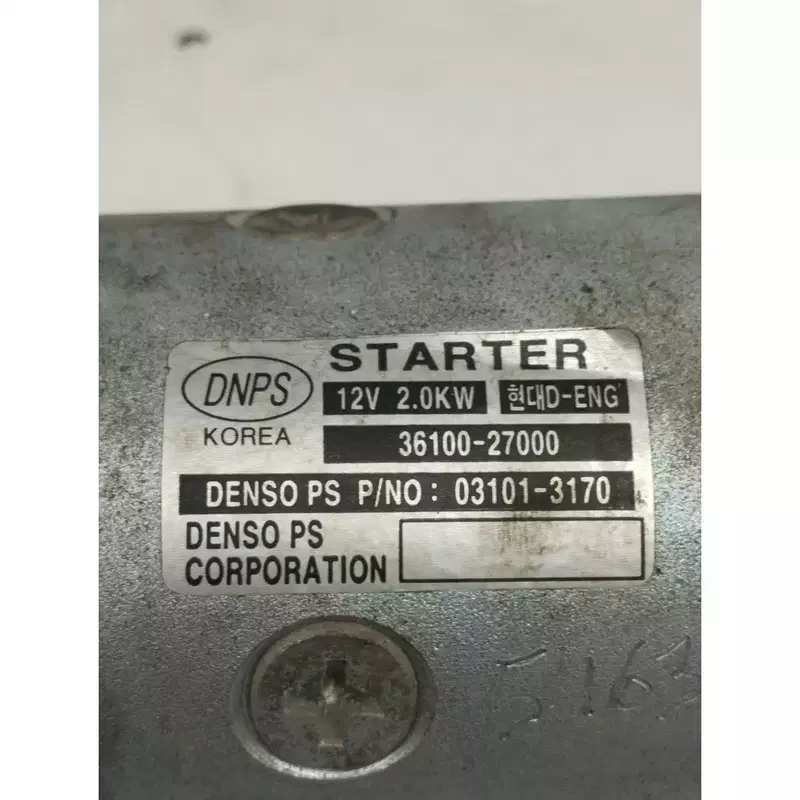 STARTER
DNPS
12V 2.0KW 현대D-ENG
KOREA
36100-27000
DENSO PS P/NO: 03101-3170
DENSO PS
CORPORATION
5163